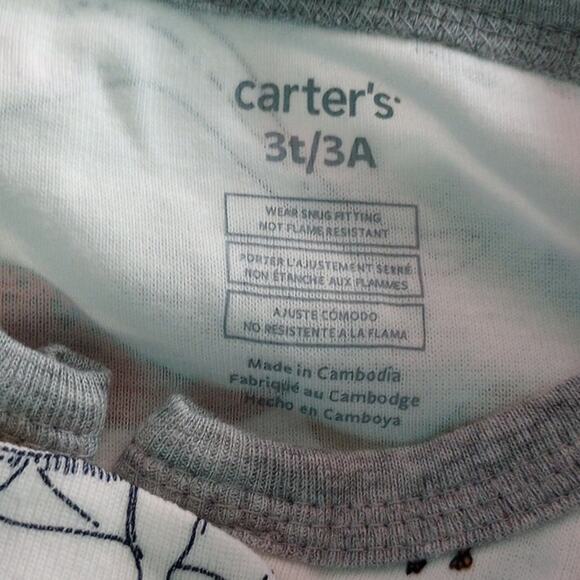 carter's
3t/3A
WEAR SNUG FITTING
NOT FLAME RESISTANT
PORTER L'AJUSTEMENT SERRÉ
NON ÉTANCHE AUX FLAMMES
AJUSTE CÓMODO
NO RESISTENTE A LA FLAMA
Made in Cambodia
Fabriqué au Cambodge
Hecho en Camboya